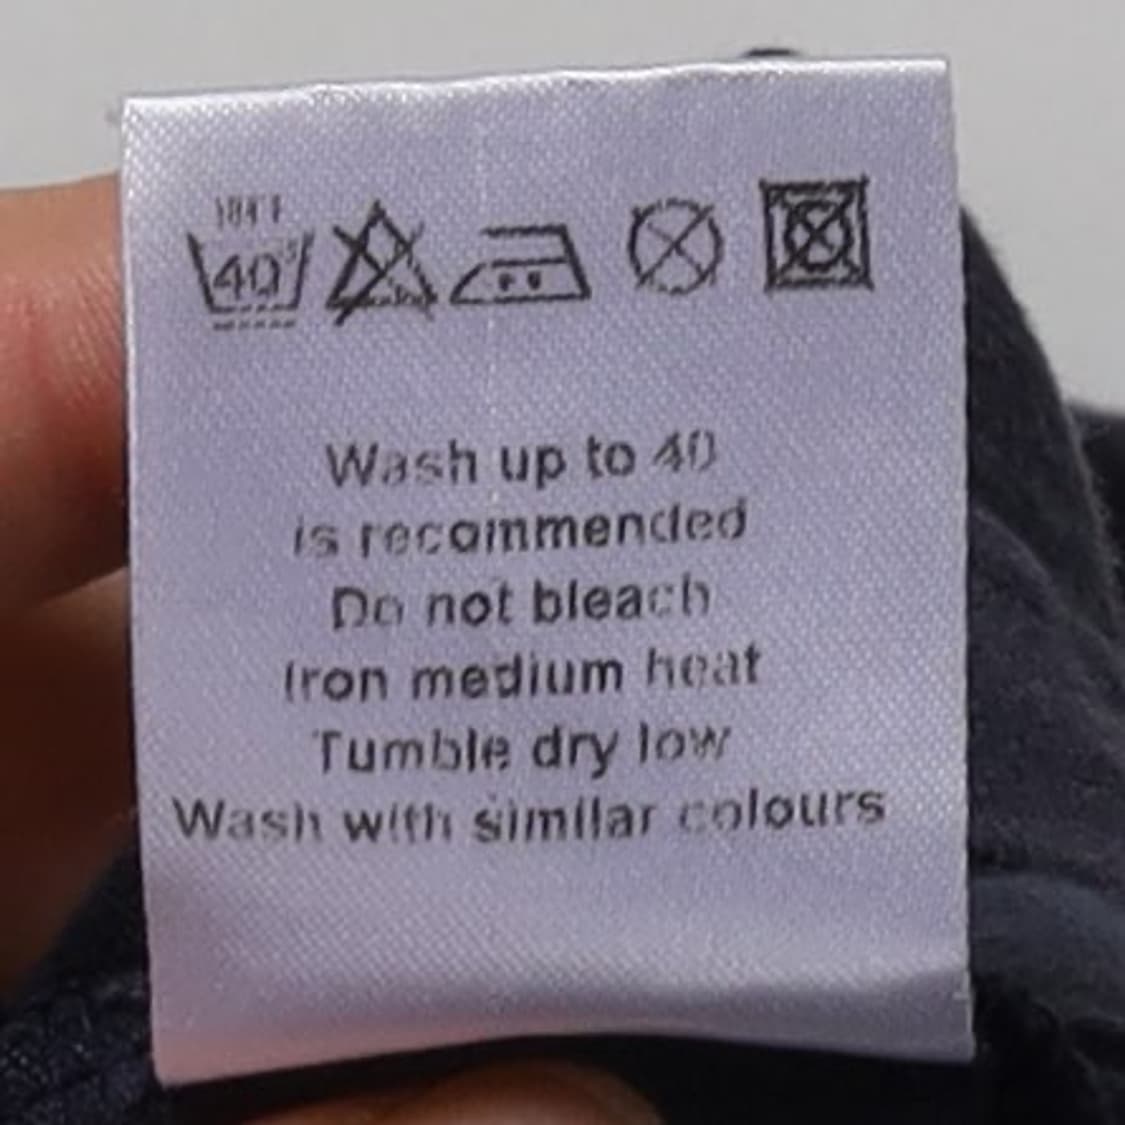 40°
Wash up to 40
is recommended
Do not bleach
Iron medium heat
Tumble dry low
Wash with similar colours